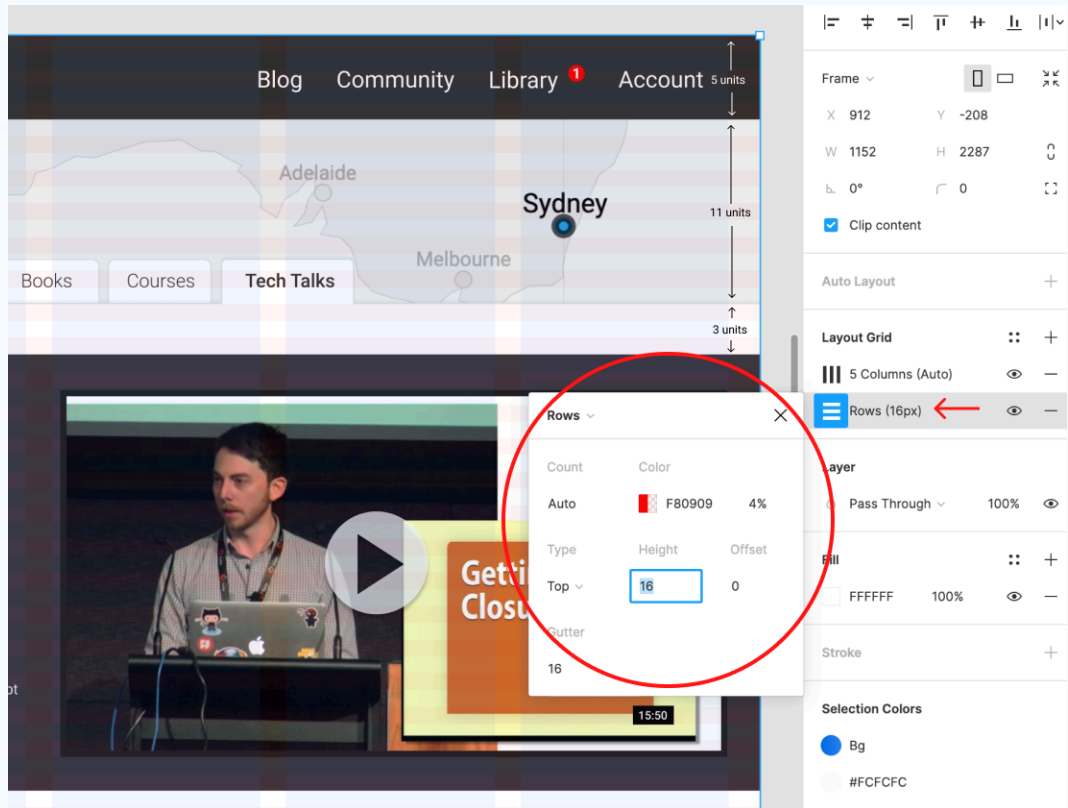 Blog Community Library 1 Account 5 units
Adelaide
Sydney
11 units
Melbourne
Books Courses Tech Talks
3 units
Getti
Closu
15:50
ot
Rows
Count Color
Auto F80909 4%
Type Height Offset
Top 16 0
Gutter
16
Frame
X 912 Y -208
W 1152 H 2287
0° 0
Clip content
Auto Layout
Layout Grid
5 Columns (Auto)
Rows (16px)
Layer
Pass Through 100%
Fill
FFFFFF 100%
Stroke
Selection Colors
Bg
#FCFCFC